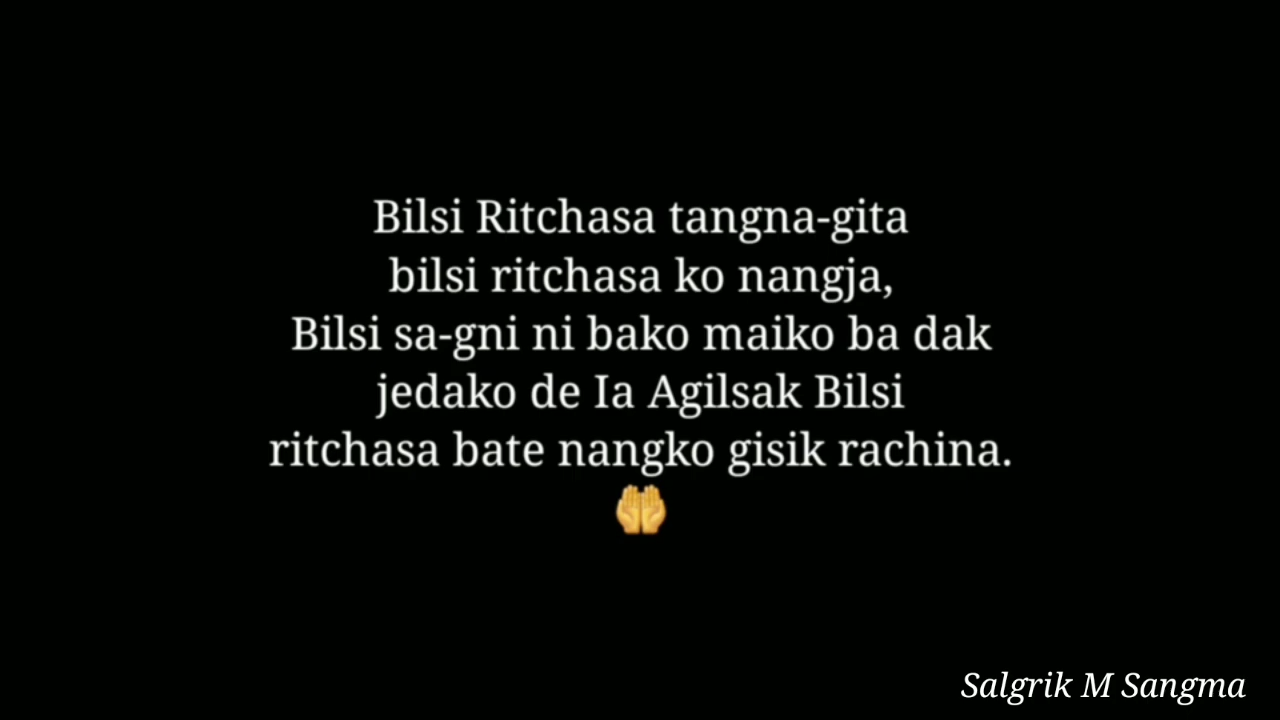 Bilsi Ritchasa tangna-gita
bilsi ritchasa ko nangja,
Bilsi sa-gni ni bako maiko ba dak
jedako de Ia Agilsak Bilsi
ritchasa bate nangko gisik rachina.
🤲
Salgrik M Sangma